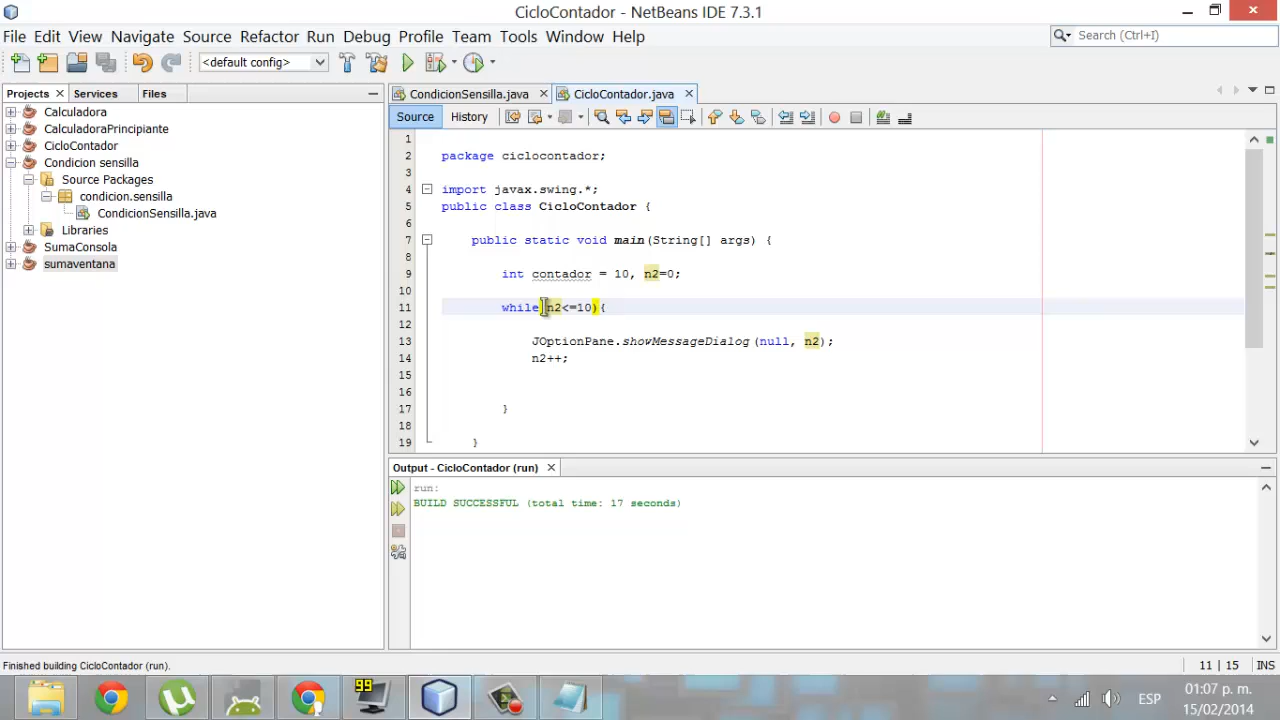 CicloContador - NetBeans IDE 7.3.1
File Edit View Navigate Source Refactor Run Debug Profile Team Tools Window Help
Search (Ctrl+I)
<default config>
Projects Services Files
CondicionSensilla.java CicloContador.java
Source History
Calculadora
CalculadoraPrincipiante
CicloContador
Condicion sensilla
Source Packages
condicion.sensilla
CondicionSensilla.java
Libraries
SumaConsola
sumaventana
1
2 package ciclocontador;
3
4 import javax.swing.*;
5 public class CicloContador {
6
7 public static void main(String[] args) {
8
9 int contador = 10, n2=0;
10
11 while(n2<=10){
12
13 JOptionPane.showMessageDialog(null, n2);
14 n2++;
15
16
17 }
18
19 }
Output - CicloContador (run)
run:
BUILD SUCCESSFUL (total time: 17 seconds)
Finished building CicloContador (run).
11 | 15 INS
99
ESP
01:07 p. m.
15/02/2014